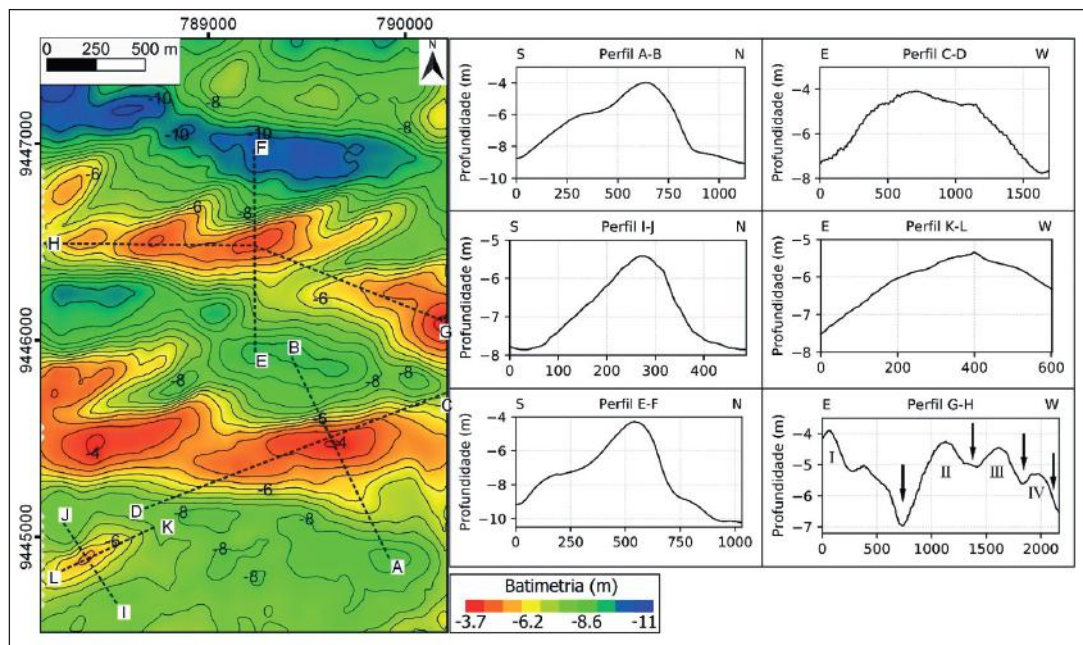 789000 790000
0 250 500 m
N
9447000
9446000
9445000
-10
-8
-8
-10
-10
F
-6
-6
-8
H
-6
G
B
E
-8
-8
C
-6
-4
-4
-6
D
-8
J
K
-6
-8
L
-8
A
I
Batimetria (m)
-3.7 -6.2 -8.6 -11
S Perfil A-B N
Profundidade (m)
-4
-6
-8
-10
0 250 500 750 1000
E Perfil C-D W
Profundidade (m)
-4
-6
-8
0 500 1000 1500
S Perfil I-J N
Profundidade (m)
-5
-6
-7
-8
0 100 200 300 400
E Perfil K-L W
Profundidade (m)
-5
-6
-7
-8
0 200 400 600
S Perfil E-F N
Profundidade (m)
-4
-6
-8
-10
0 250 500 750 1000
E Perfil G-H W
Profundidade (m)
-4
-5
-6
-7
I II III IV
0 500 1000 1500 2000